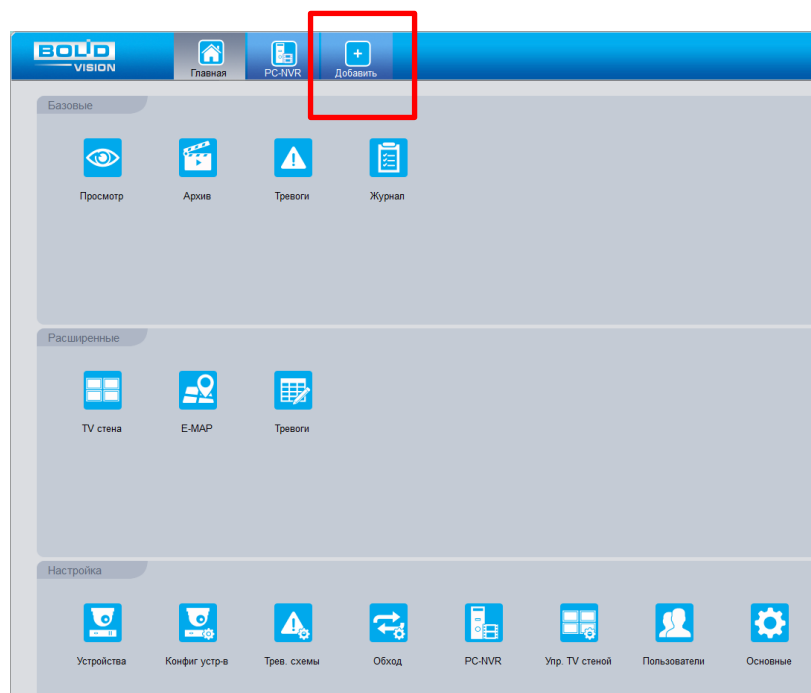 BOLID
VISION
Главная
PC-NVR
Добавить
Базовые
Просмотр
Архив
Тревоги
Журнал
Расширенные
TV стена
E-MAP
Тревоги
Настройка
Устройства
Конфиг устр-в
Трев. схемы
Обход
PC-NVR
Упр. TV стеной
Пользователи
Основные